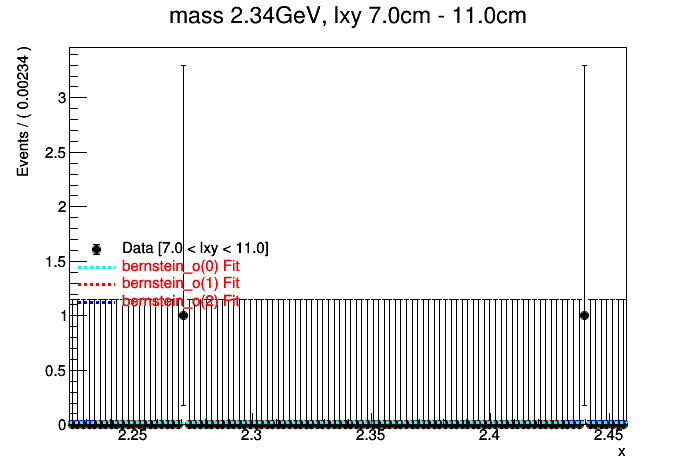 mass 2.34GeV, lxy 7.0cm - 11.0cm
Events / ( 0.00234 )
3
2.5
2
1.5
1
0.5
0
Data [7.0 < lxy < 11.0]
bernstein_o(0) Fit
bernstein_o(1) Fit
bernstein_o(2) Fit
2.25
2.3
2.35
2.4
2.45
x